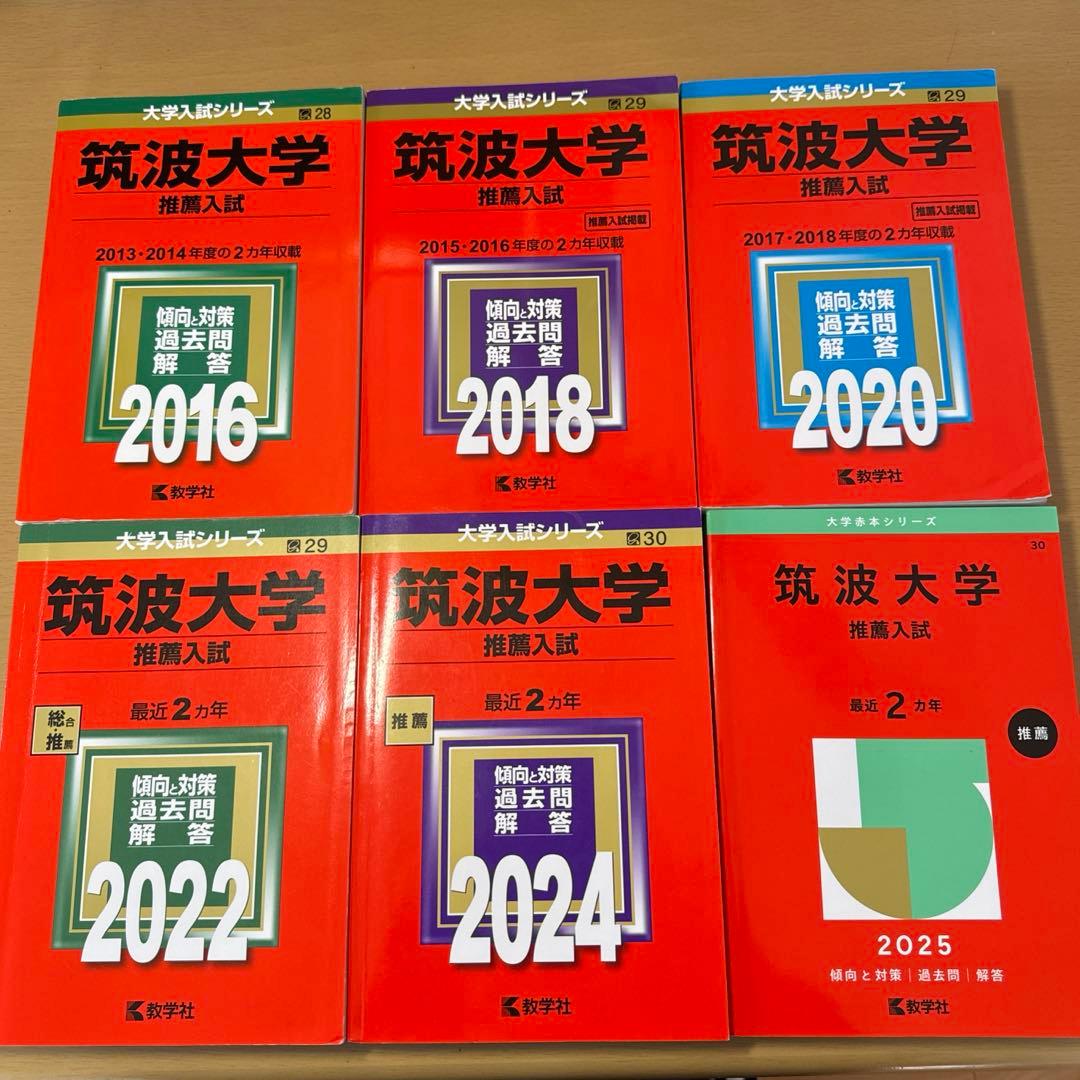 大学入試シリーズ
28
筑波大学
推薦入試
2013・2014年度の2カ年収載
傾向と対策
過去問
解答
2016
教学社
大学入試シリーズ
29
筑波大学
推薦入試
推薦入試掲載
2015・2016年度の2カ年収載
傾向と対策
過去問
解答
2018
教学社
大学入試シリーズ
29
筑波大学
推薦入試
推薦入試掲載
2017・2018年度の2カ年収載
傾向と対策
過去問
解答
2020
教学社
大学入試シリーズ
29
筑波大学
推薦入試
最近2カ年
総合・
推薦
傾向と対策
過去問
解答
2022
教学社
大学入試シリーズ
30
筑波大学
推薦入試
最近2カ年
推薦
傾向と対策
過去問
解答
2024
教学社
大学赤本シリーズ
30
筑波大学
推薦入試
最近2カ年
推薦
2025
傾向と対策|過去問|解答
教学社